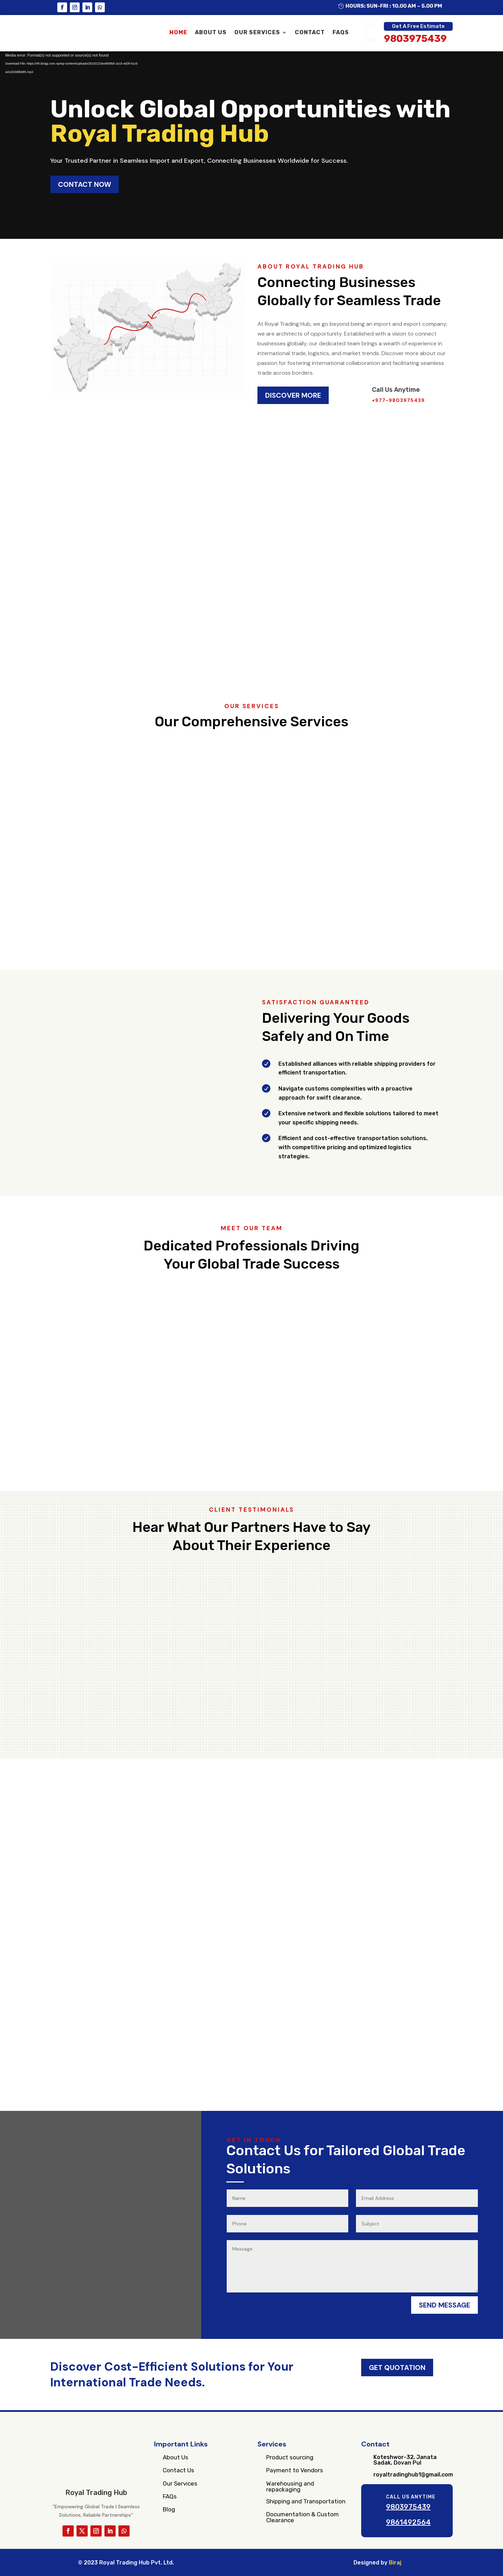 HOURS: SUN-FRI : 10.00 AM – 5.00 PM
HOME
ABOUT US
OUR SERVICES
CONTACT
FAQS
Get A Free Estimate
9803975439
Media error: Format(s) not supported or source(s) not found
Unlock Global Opportunities with
Royal Trading Hub
Your Trusted Partner in Seamless Import and Export, Connecting Businesses Worldwide for Success.
CONTACT NOW
ABOUT ROYAL TRADING HUB
Connecting Businesses
Globally for Seamless Trade
At Royal Trading Hub, we go beyond being an import and export company;
we are architects of opportunity. Established with a vision to connect
businesses globally, our dedicated team brings a wealth of experience in
international trade, logistics, and market trends. Discover more about our
passion for fostering international collaboration and facilitating seamless
trade across borders.
DISCOVER MORE
Call Us Anytime
+977-9803975439
OUR SERVICES
Our Comprehensive Services
SATISFACTION GUARANTEED
Delivering Your Goods
Safely and On Time
Established alliances with reliable shipping providers for
efficient transportation.
Navigate customs complexities with a proactive
approach for swift clearance.
Extensive network and flexible solutions tailored to meet
your specific shipping needs.
Efficient and cost-effective transportation solutions,
with competitive pricing and optimized logistics
strategies.
MEET OUR TEAM
Dedicated Professionals Driving
Your Global Trade Success
CLIENT TESTIMONIALS
Hear What Our Partners Have to Say
About Their Experience
GET IN TOUCH
Contact Us for Tailored Global Trade
Solutions
Name
Email Address
Phone
Subject
Message
SEND MESSAGE
Discover Cost-Efficient Solutions for Your
International Trade Needs.
GET QUOTATION
Royal Trading Hub
"Empowering Global Trade | Seamless
Solutions, Reliable Partnerships"
Important Links
About Us
Contact Us
Our Services
FAQs
Blog
Services
Product sourcing
Payment to Vendors
Warehousing and
repackaging
Shipping and Transportation
Documentation & Custom
Clearance
Contact
Koteshwor-32, Janata
Sadak, Dovan Pul
royaltradinghub1@gmail.com
CALL US ANYTIME
9803975439
9861492564
© 2023 Royal Trading Hub Pvt. Ltd.
Designed by Biraj